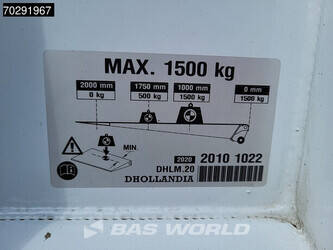 70291967
MAX. 1500 kg
2000 mm 1750 mm 1000 mm 0 mm
0 kg 500 kg 1500 kg 1500 kg
MIN.
DHLM.20 2020 2010 1022
DHOLLANDIA
BAS WORLD